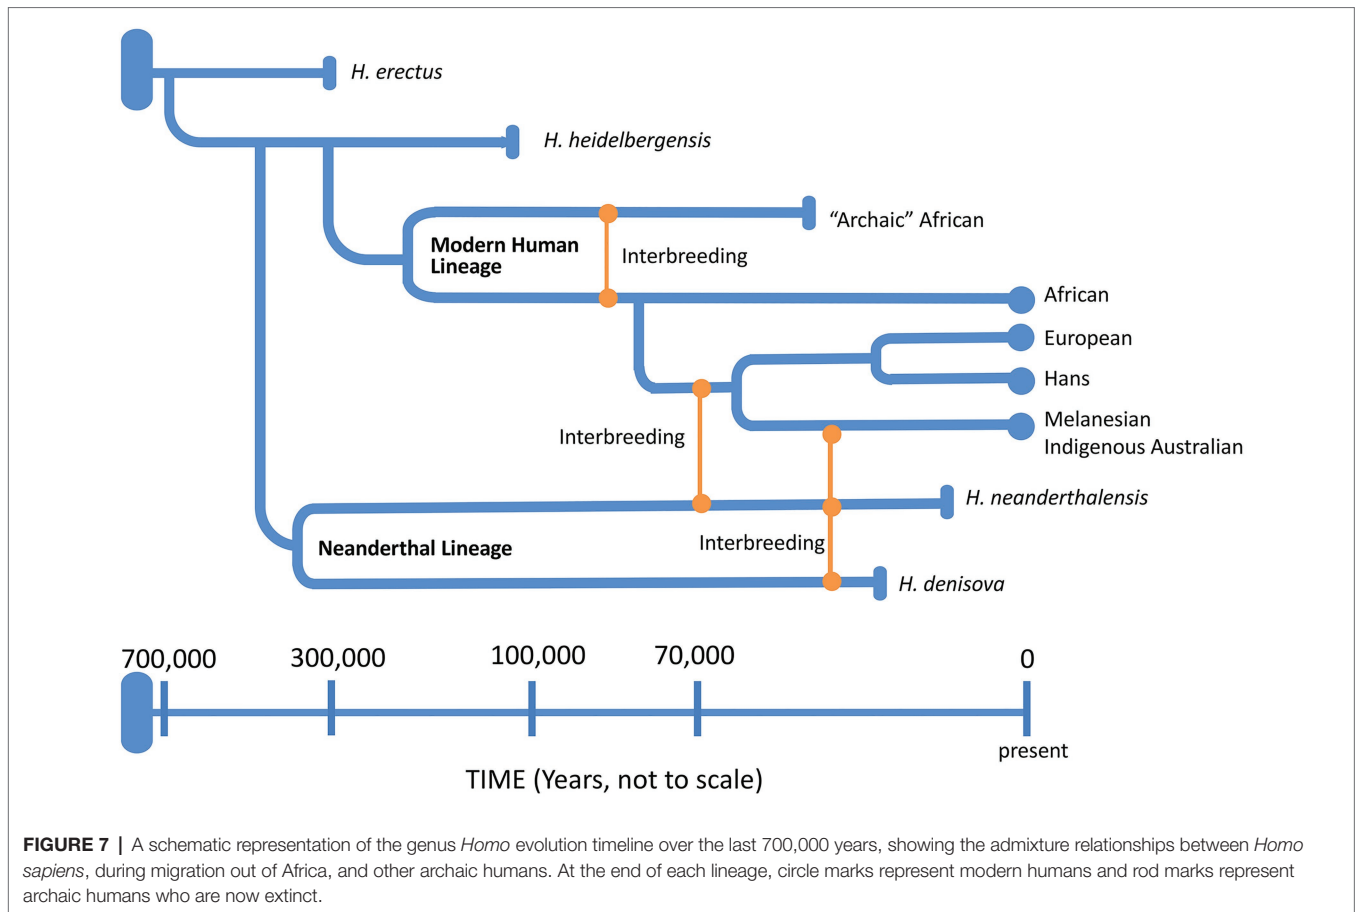 H. erectus
H. heidelbergensis
"Archaic" African
Modern Human
Lineage
Interbreeding
African
European
Hans
Melanesian
Indigenous Australian
Interbreeding
H. neanderthalensis
Neanderthal Lineage
Interbreeding
H. denisova
700,000 300,000 100,000 70,000 0
present
TIME (Years, not to scale)
FIGURE 7 | A schematic representation of the genus Homo evolution timeline over the last 700,000 years, showing the admixture relationships between Homo
sapiens, during migration out of Africa, and other archaic humans. At the end of each lineage, circle marks represent modern humans and rod marks represent
archaic humans who are now extinct.